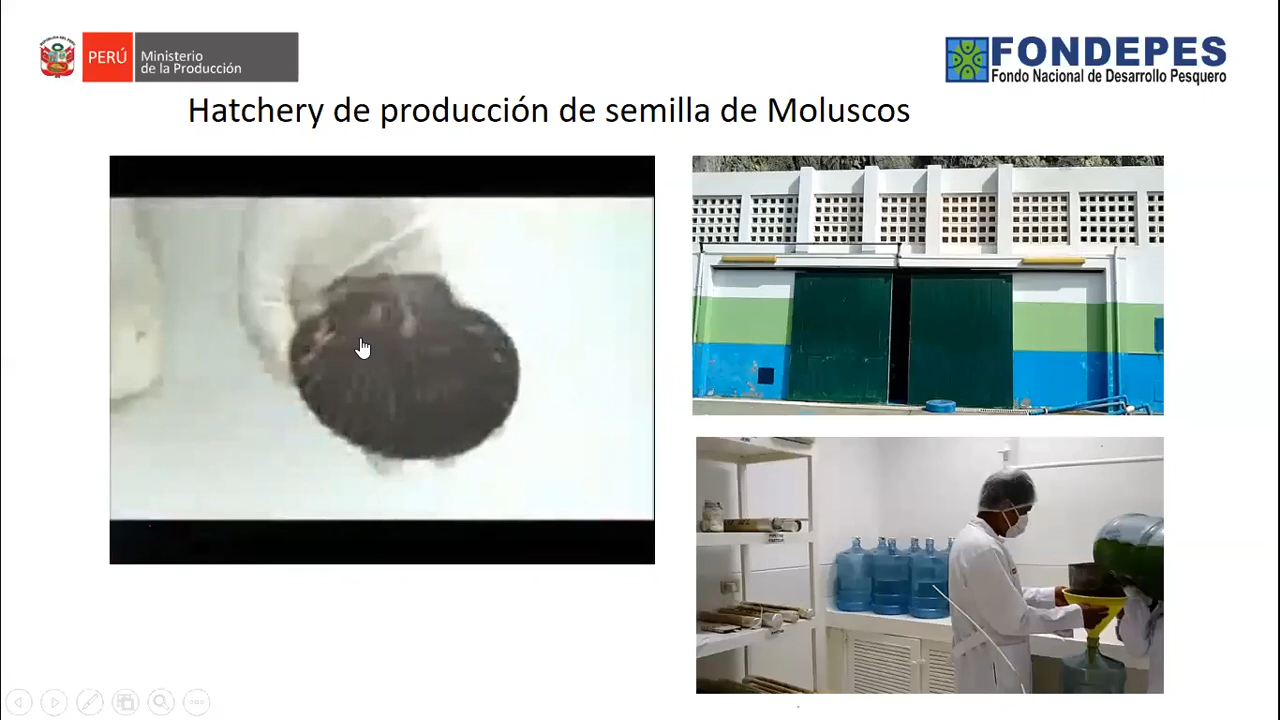 PERÚ
Ministerio
de la Producción
FONDEPES
Fondo Nacional de Desarrollo Pesquero
Hatchery de producción de semilla de Moluscos